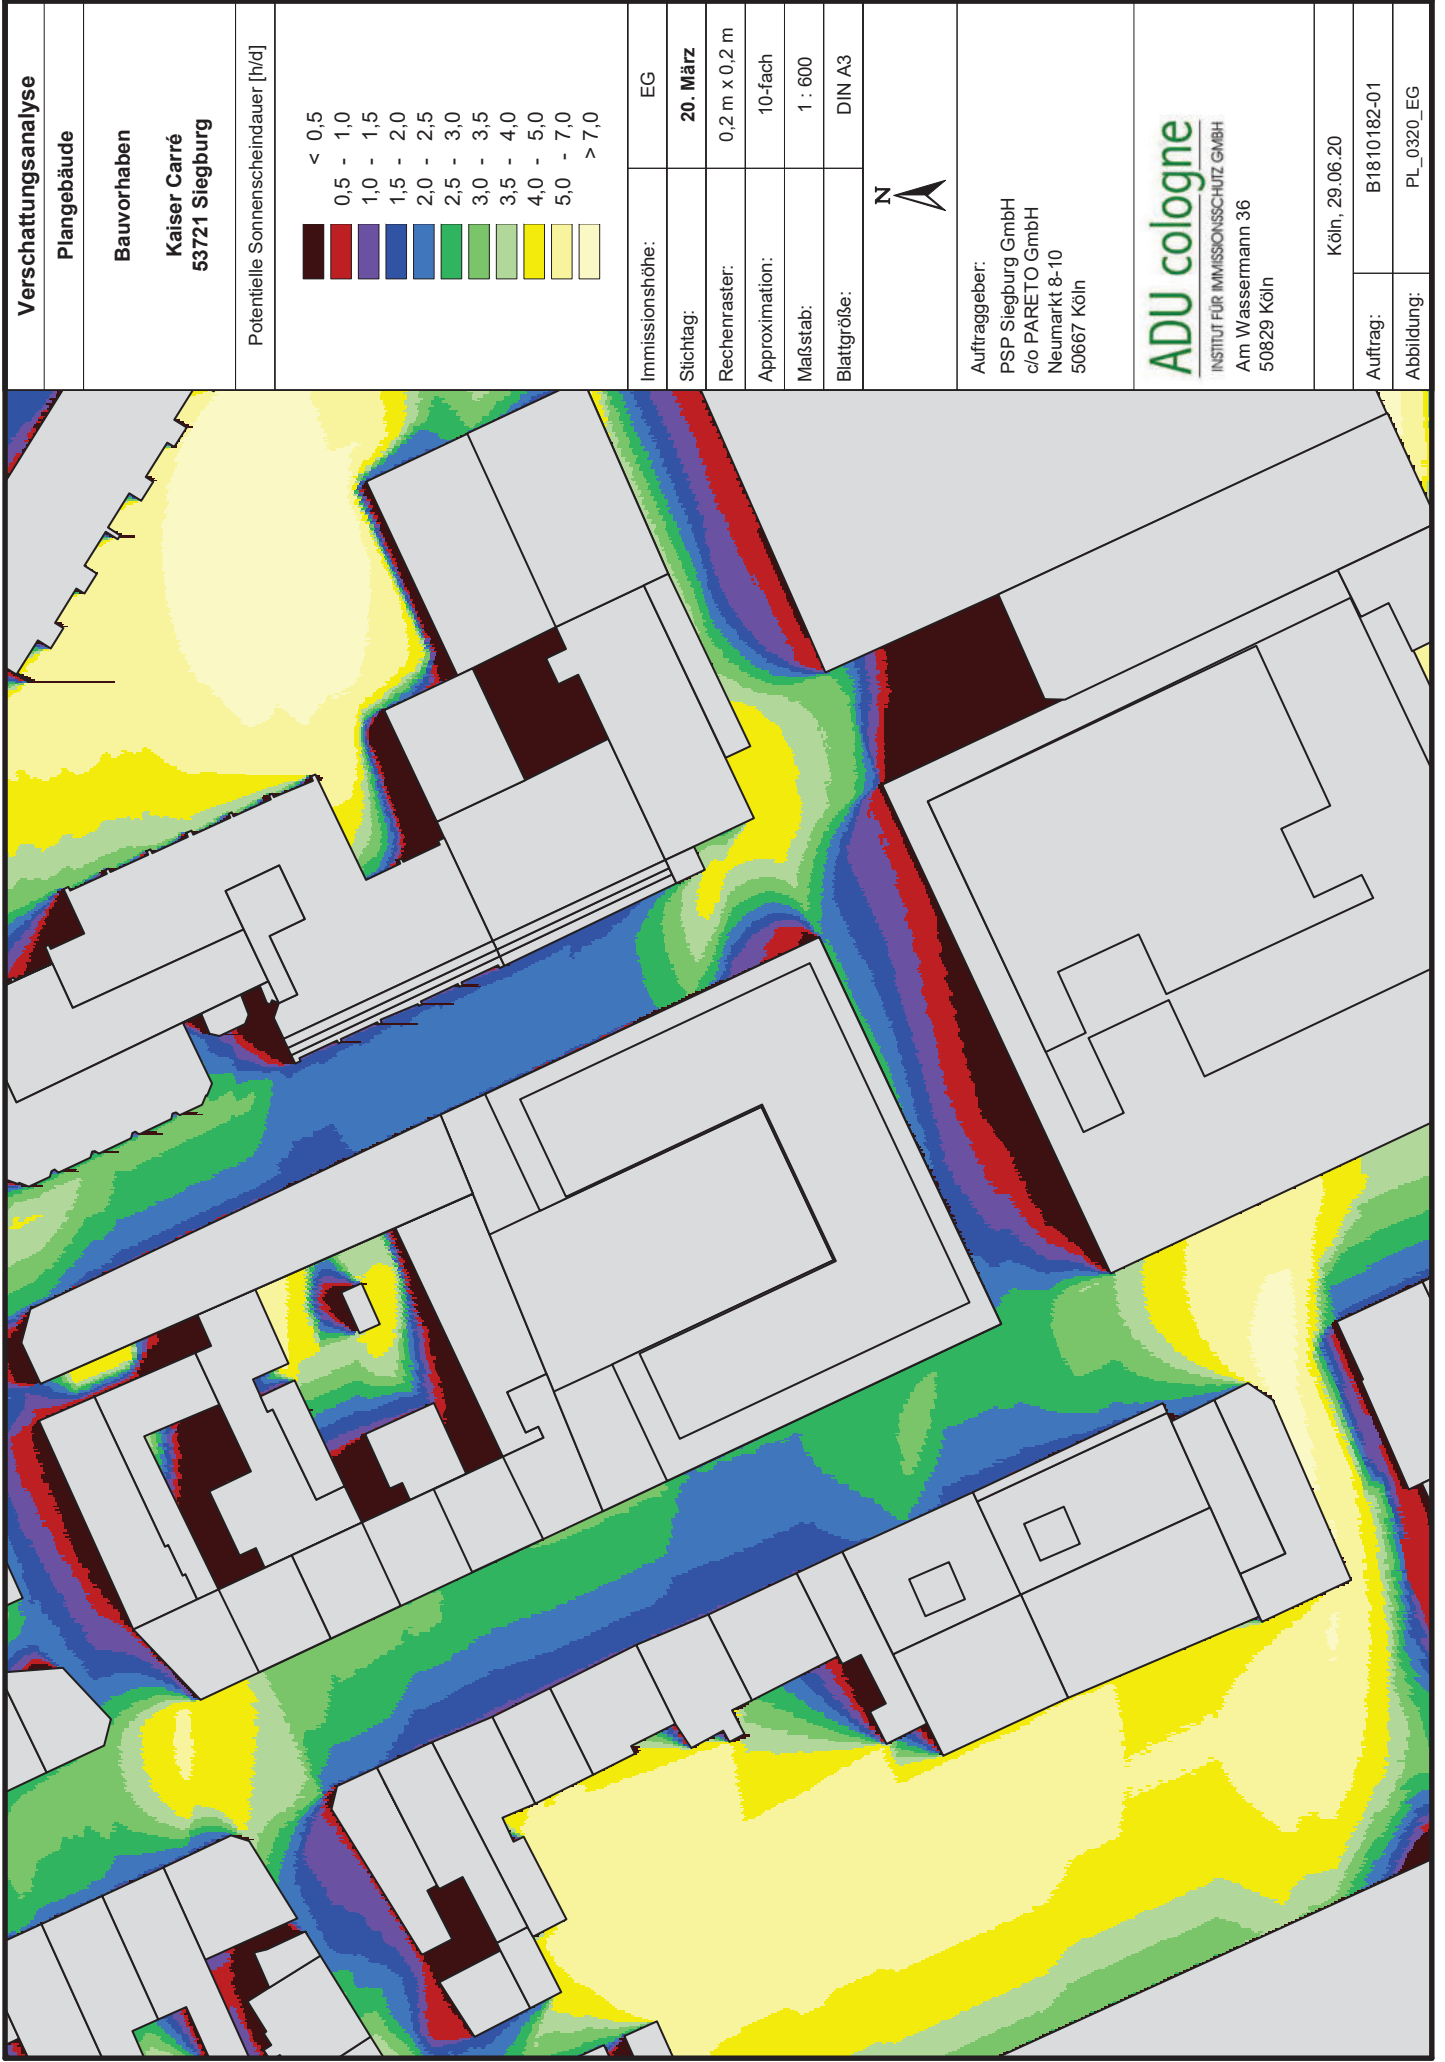 Verschattungsanalyse
Plangebäude
Bauvorhaben
Kaiser Carré
53721 Siegburg
Potentielle Sonnenscheindauer [h/d]
< 0,5
0,5 - 1,0
1,0 - 1,5
1,5 - 2,0
2,0 - 2,5
2,5 - 3,0
3,0 - 3,5
3,5 - 4,0
4,0 - 5,0
5,0 - 7,0
> 7,0
Immissionshöhe: EG
Stichtag: 20. März
Rechenraster: 0,2 m x 0,2 m
Approximation: 10-fach
Maßstab: 1 : 600
Blattgröße: DIN A3
N
Auftraggeber:
PSP Siegburg GmbH
c/o PARETO GmbH
Neumarkt 8-10
50667 Köln
ADU cologne
INSTITUT FÜR IMMISSIONSSCHUTZ GMBH
Am Wassermann 36
50829 Köln
Köln, 29.06.20
Auftrag: B1810182-01
Abbildung: PL_0320_EG